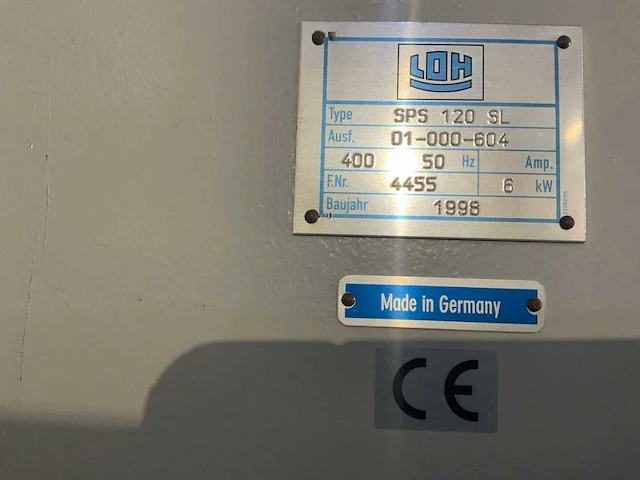 LOH
Type SPS 120 SL
Ausf. 01-000-604
400 50 Hz Amp.
F.Nr. 4455 6 kW
Baujahr 1998
Made in Germany
CE